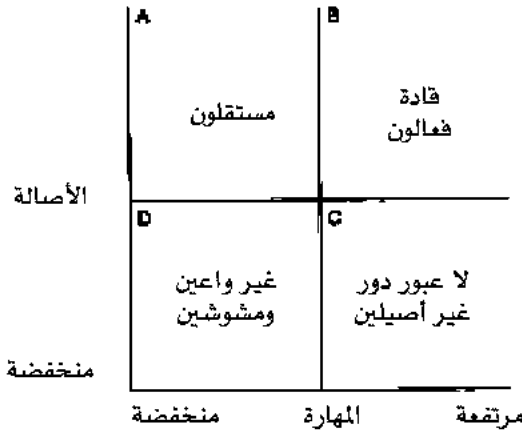 A
B
مستقلون
قادة
فعالون
الأصالة
D
C
غير واعين
ومشوشين
لا عبور دور
غير أصيلين
منخفضة
منخفضة
المهارة
مرتفعة